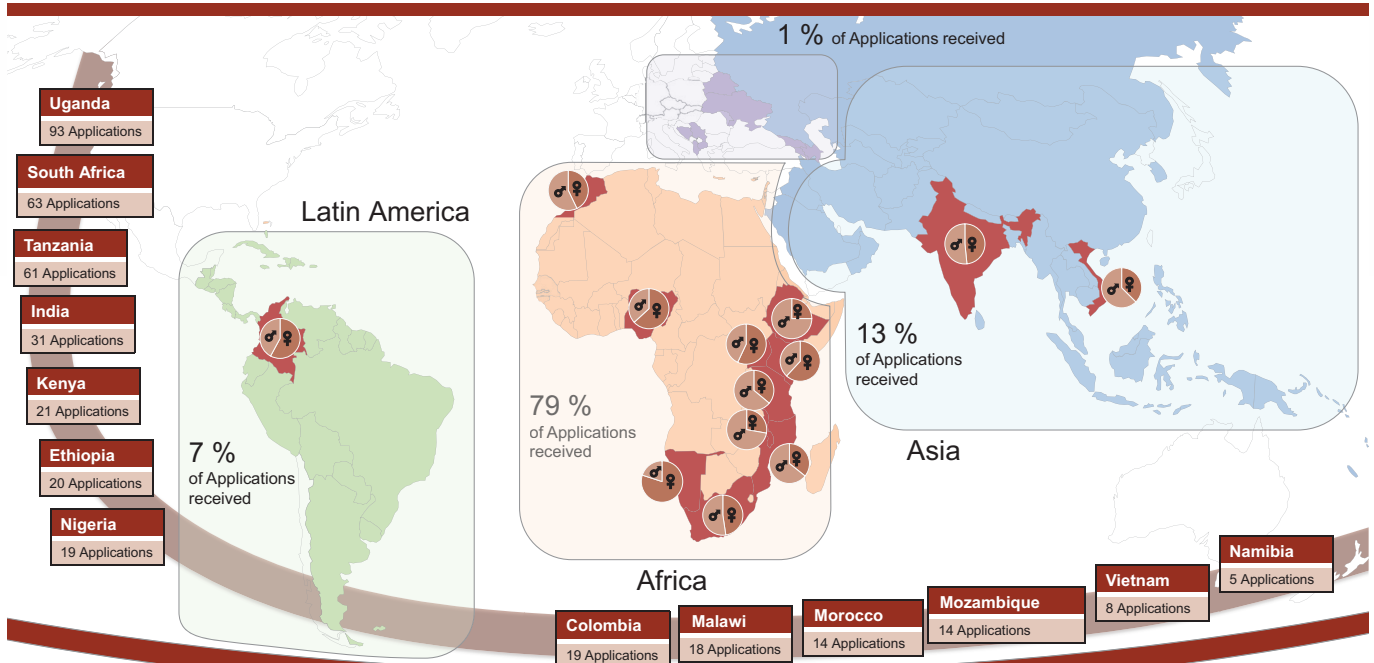 1 % of Applications received
Uganda
93 Applications
South Africa
63 Applications
Tanzania
61 Applications
India
31 Applications
Kenya
21 Applications
Ethiopia
20 Applications
Nigeria
19 Applications
Latin America
7 %
of Applications
received
79 %
of Applications
received
Africa
13 %
of Applications
received
Asia
Colombia
19 Applications
Malawi
18 Applications
Morocco
14 Applications
Mozambique
14 Applications
Vietnam
8 Applications
Namibia
5 Applications